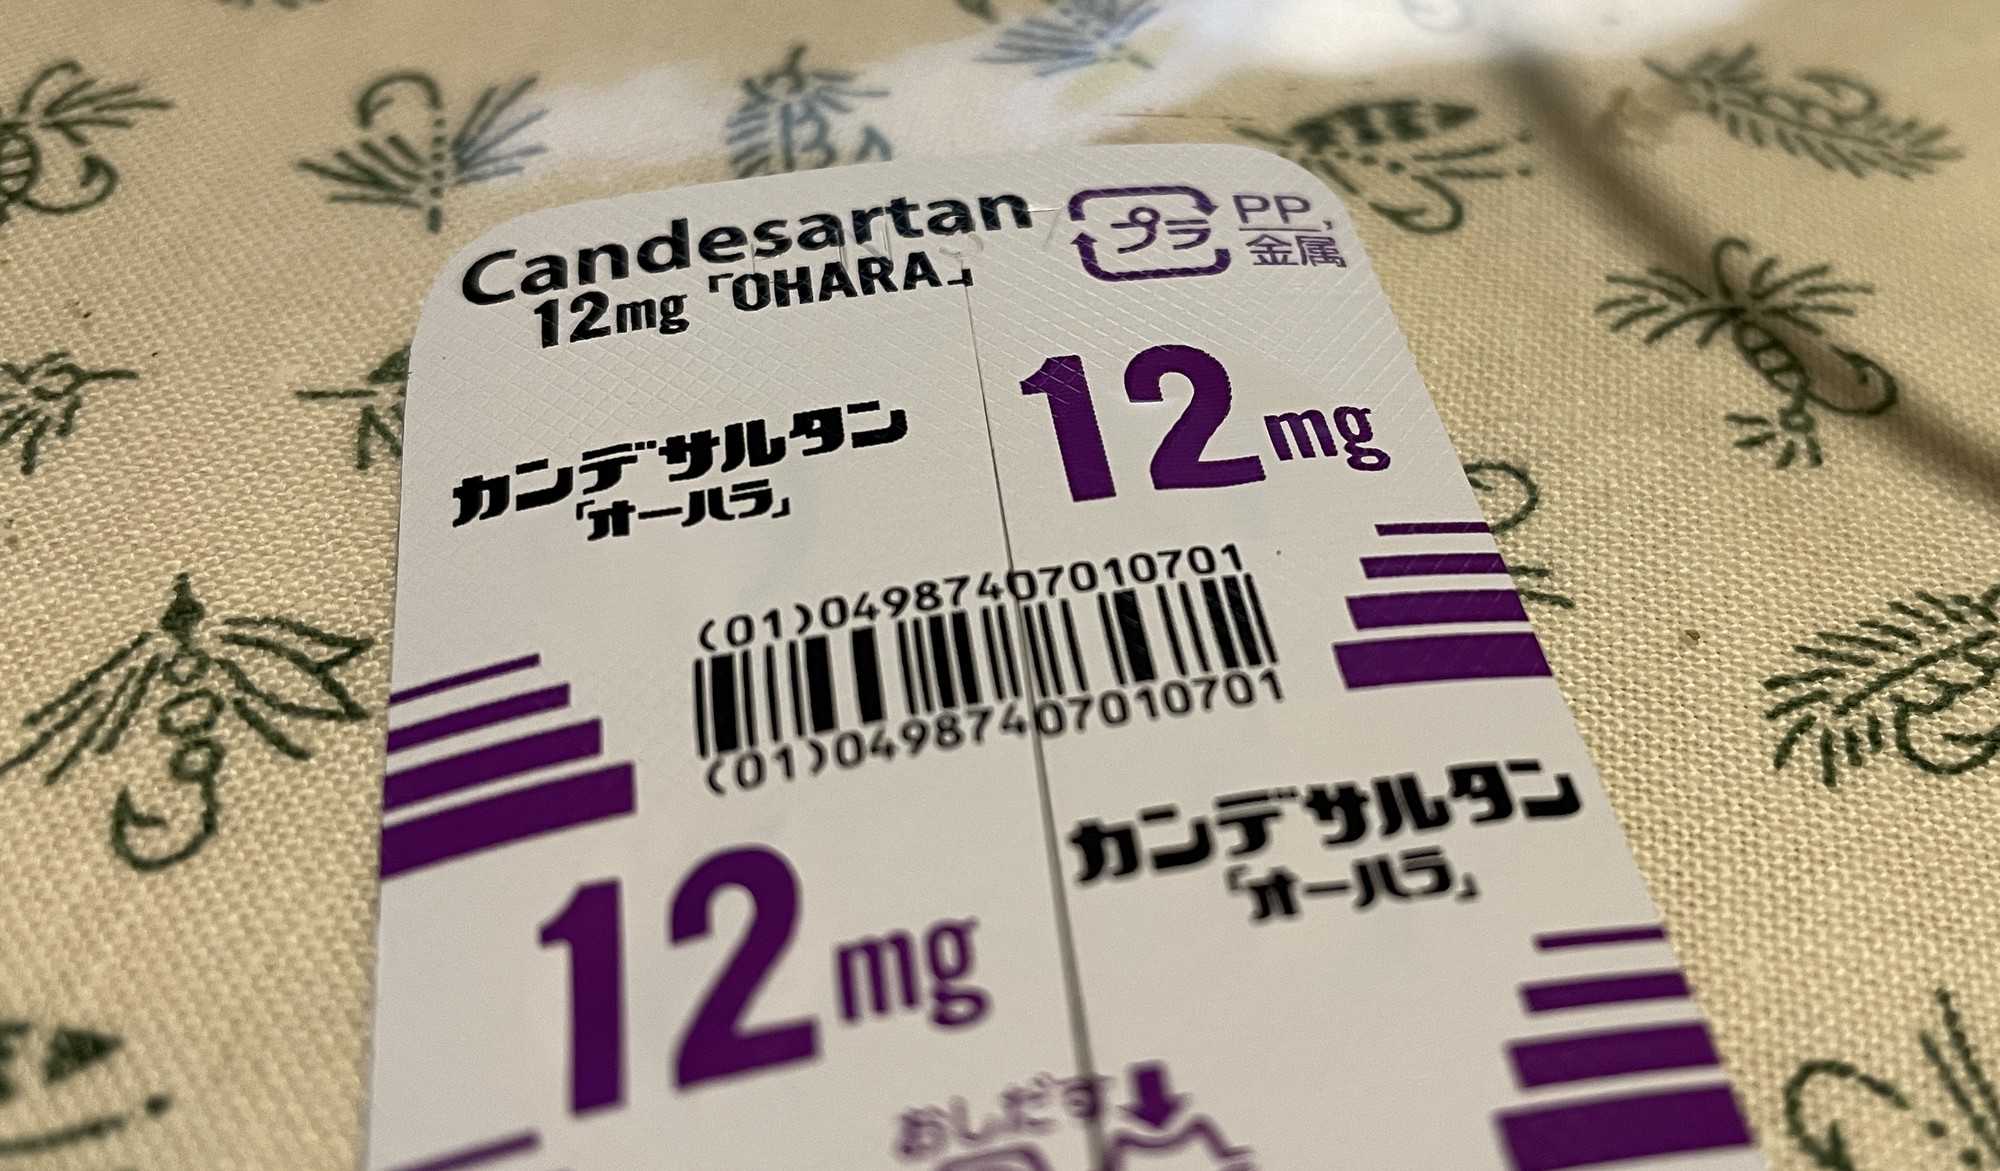 Candesartan
12mg「OHARA」
プラ
PP,
金属
12mg
カンデサルタン
「オーハラ」
(01)04987407010701
(01)04987407010701
カンデサルタン
「オーハラ」
12mg
おしだす